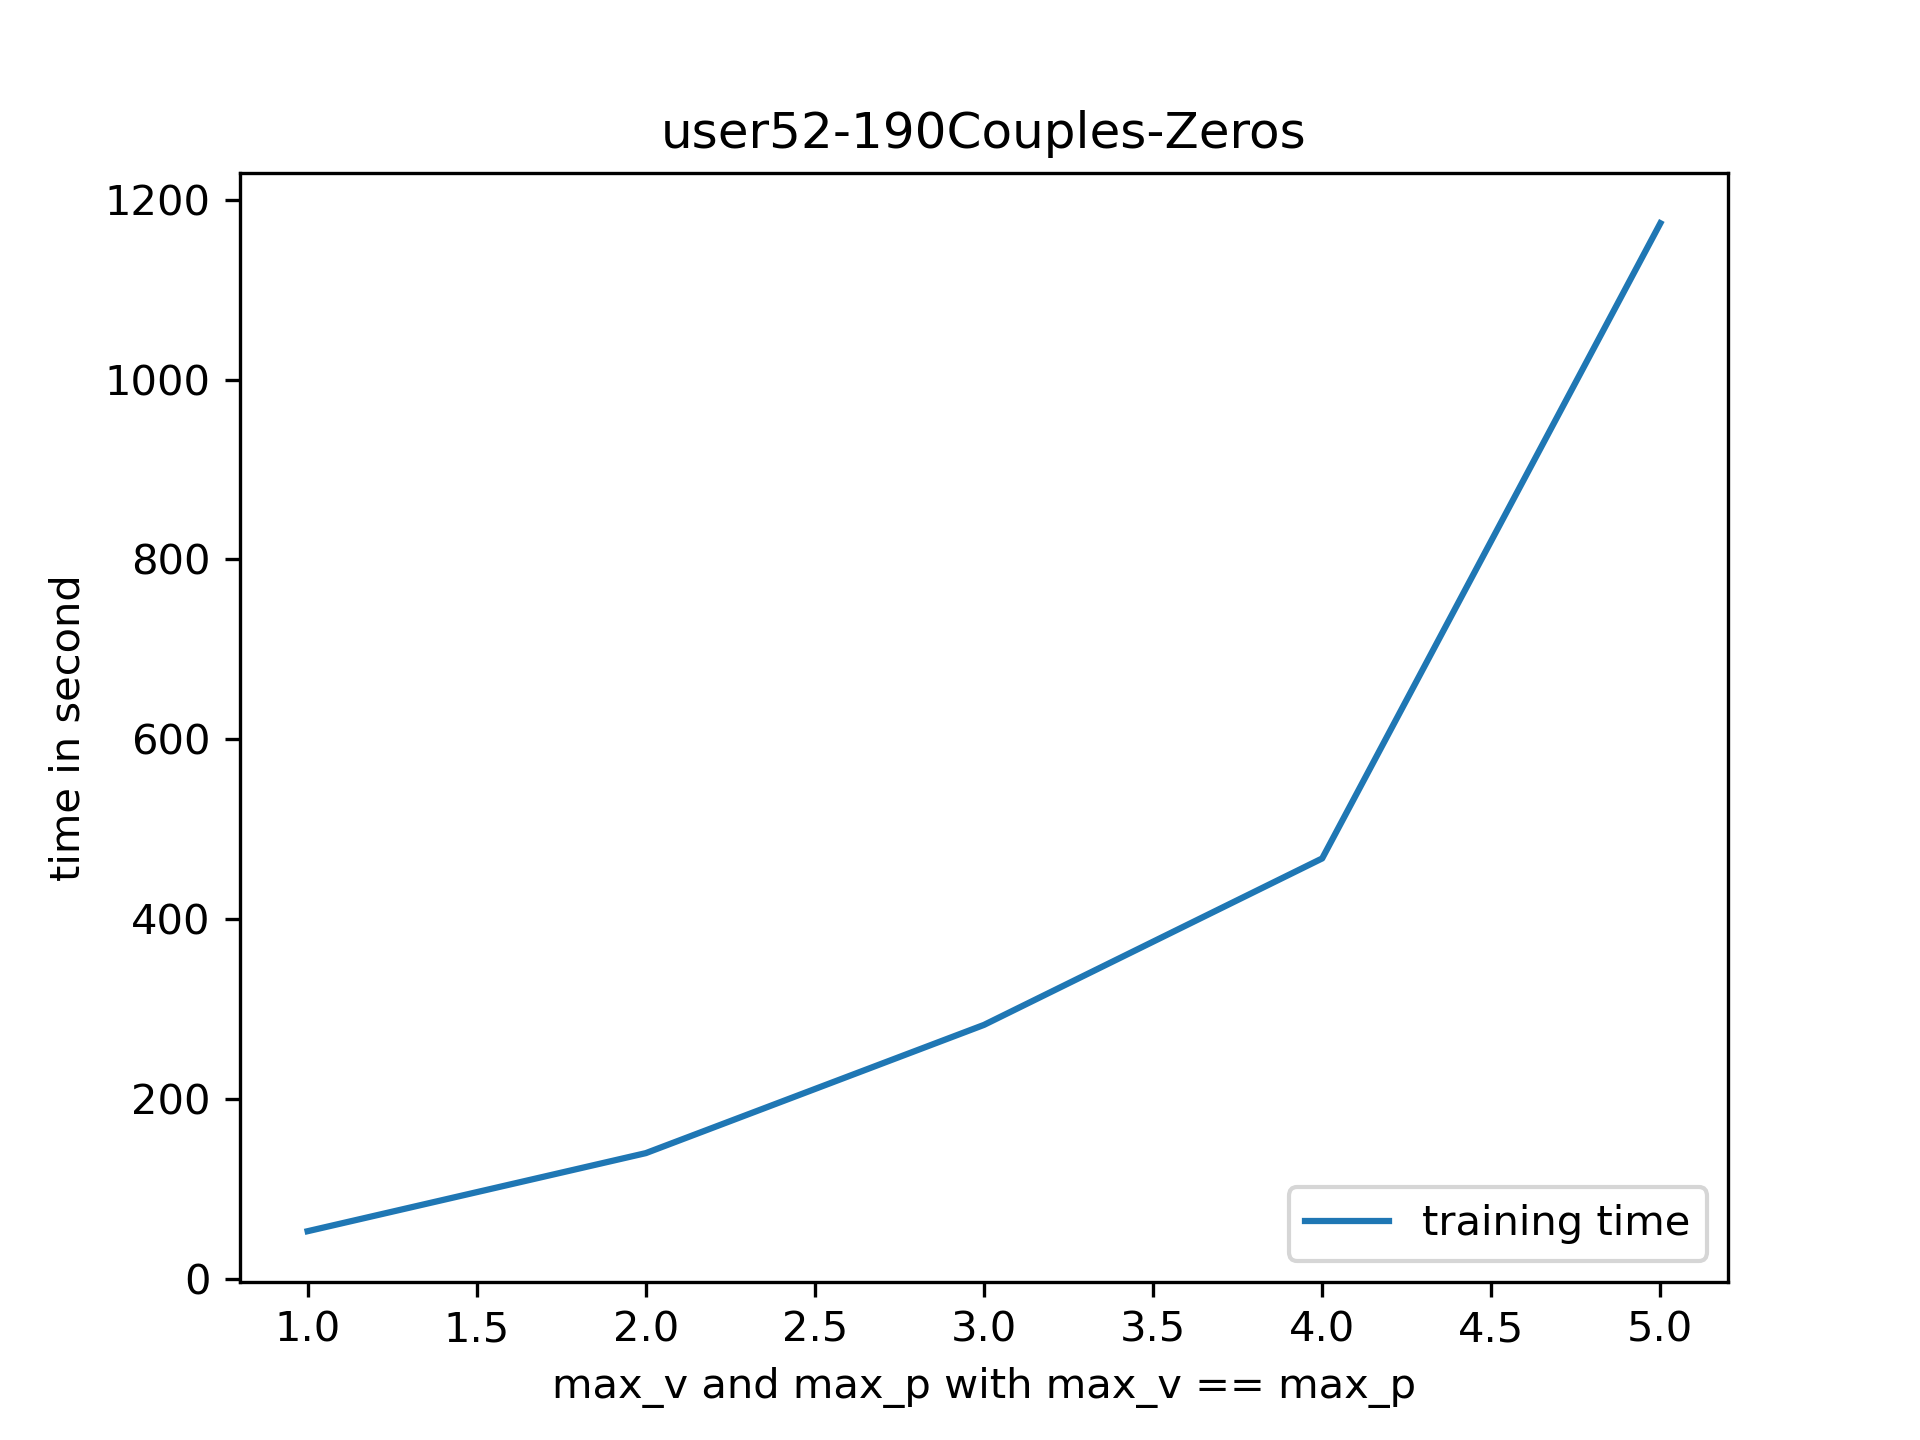 user52-190Couples-Zeros
1200
1000
800
600
400
200
0
time in second
1.0 1.5 2.0 2.5 3.0 3.5 4.0 4.5 5.0
max_v and max_p with max_v == max_p
training time